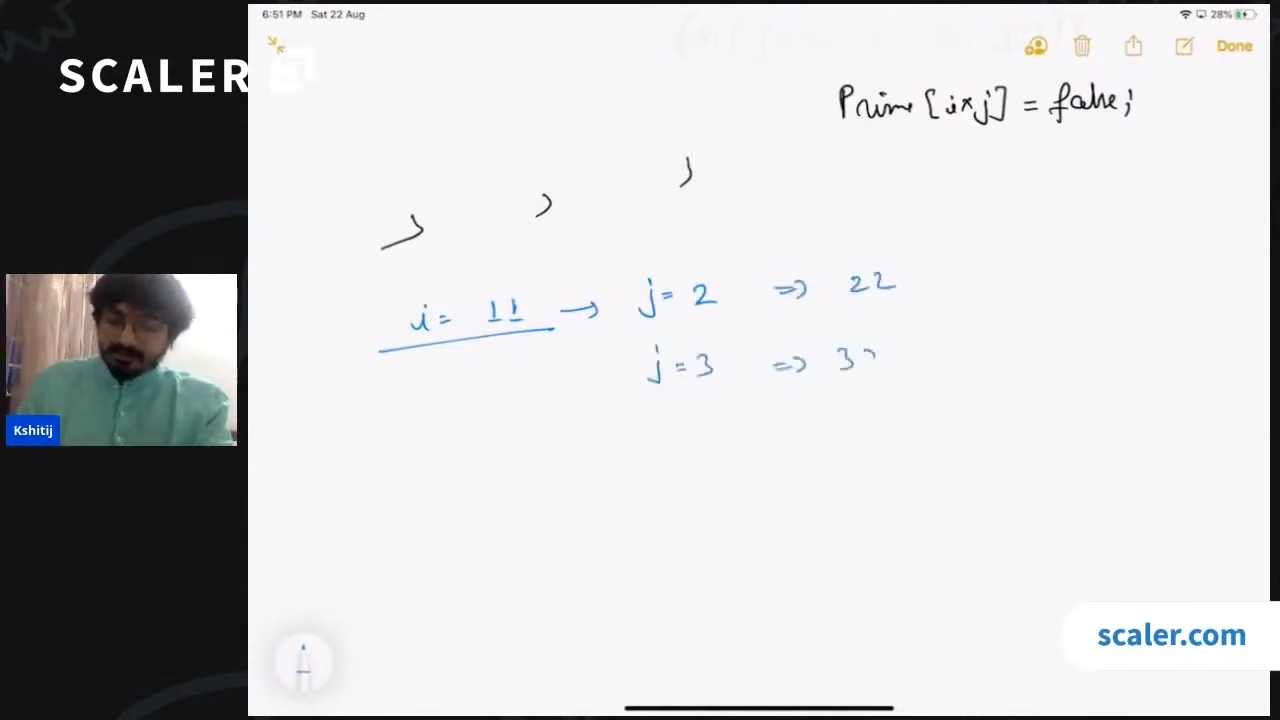 6:51 PM Sat 22 Aug
28%
SCALER
Done
Prime [i*j] = false;
i = 11 → j = 2 => 22
j = 3 => 3
Kshitij
scaler.com